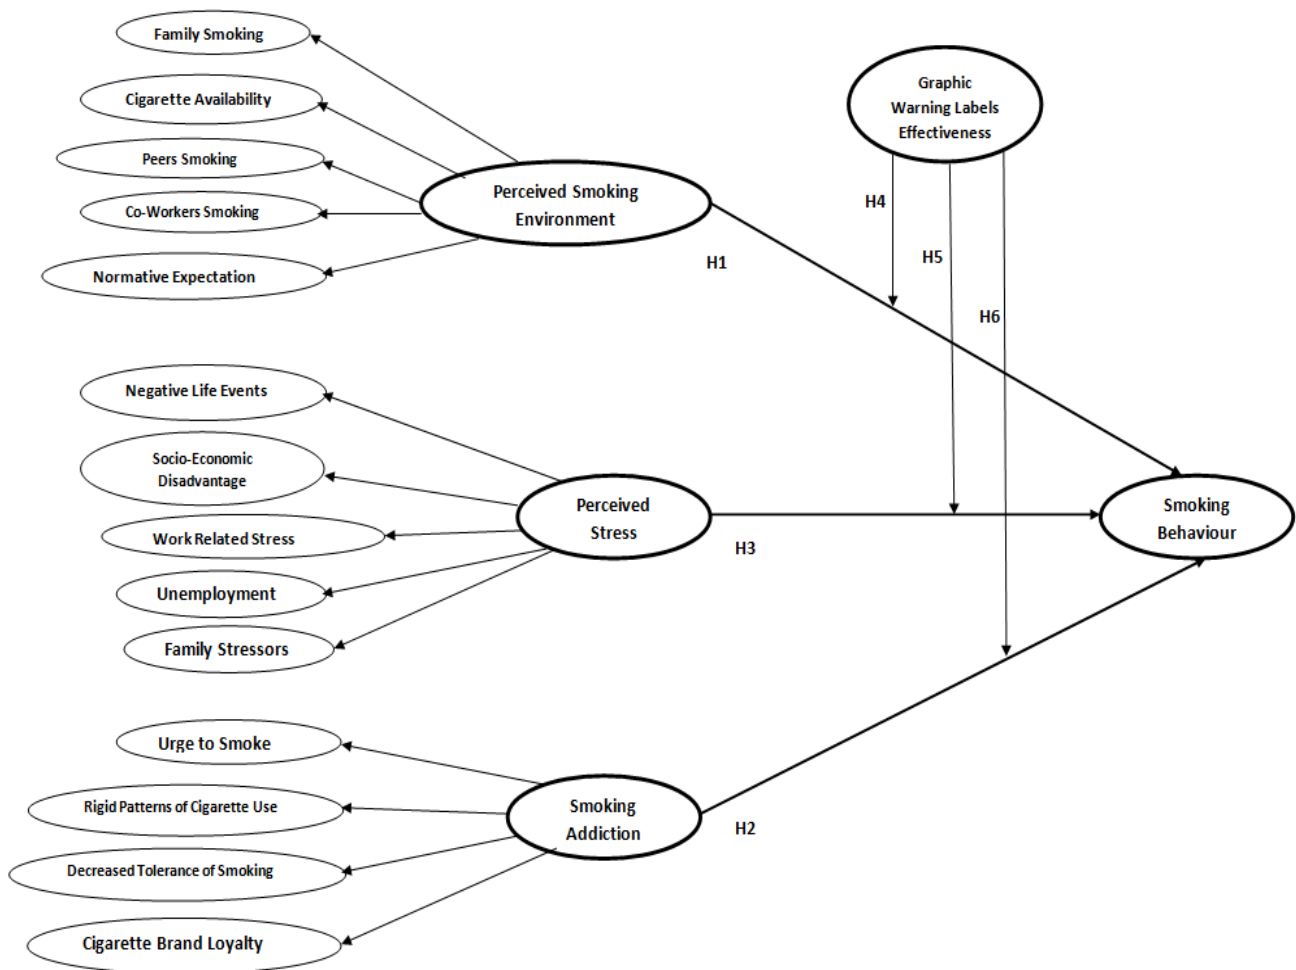 Family Smoking
Cigarette Availability
Peers Smoking
Co-Workers Smoking
Normative Expectation
Perceived Smoking
Environment
H1
Graphic
Warning Labels
Effectiveness
H4
H5
H6
Negative Life Events
Socio-Economic
Disadvantage
Work Related Stress
Unemployment
Family Stressors
Perceived
Stress
H3
Smoking
Behaviour
Urge to Smoke
Rigid Patterns of Cigarette Use
Decreased Tolerance of Smoking
Cigarette Brand Loyalty
Smoking
Addiction
H2